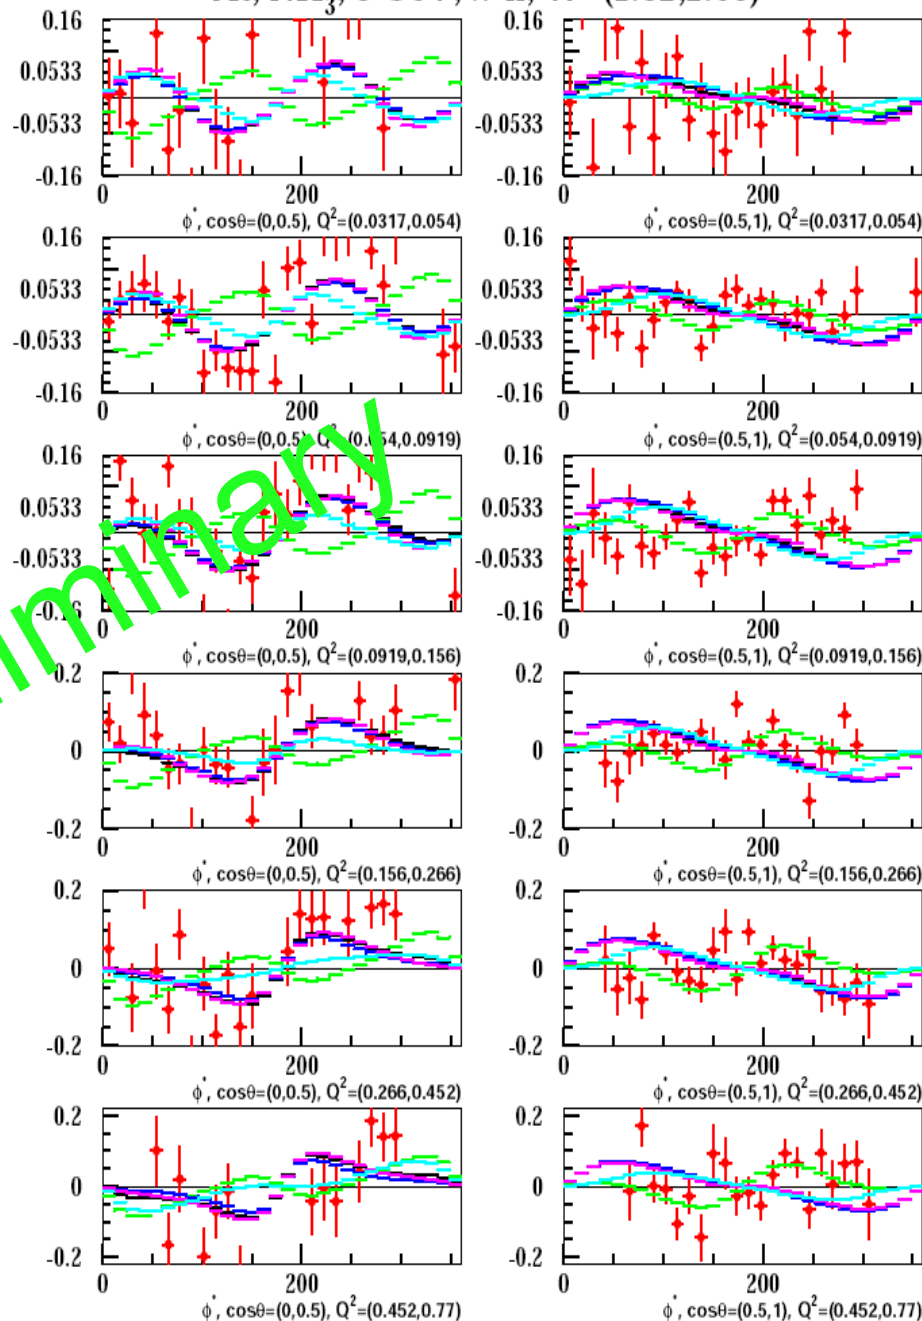 0.16 0.0533 -0.0533 -0.16 0 200
0.16 0.0533 -0.0533 -0.16 0 200
ϕ*, cosθ=(0,0.5), Q²=(0.0317,0.054)
ϕ*, cosθ=(0.5,1), Q²=(0.0317,0.054)
0.16 0.0533 -0.0533 -0.16 0 200
0.16 0.0533 -0.0533 -0.16 0 200
ϕ*, cosθ=(0,0.5), Q²=(0.054,0.0919)
ϕ*, cosθ=(0.5,1), Q²=(0.054,0.0919)
0.16 0.0533 -0.0533 -0.16 0 200
0.16 0.0533 -0.0533 -0.16 0 200
ϕ*, cosθ=(0,0.5), Q²=(0.0919,0.156)
ϕ*, cosθ=(0.5,1), Q²=(0.0919,0.156)
0.2 0 -0.2 0 200
0.2 0 -0.2 0 200
ϕ*, cosθ=(0,0.5), Q²=(0.156,0.266)
ϕ*, cosθ=(0.5,1), Q²=(0.156,0.266)
0.2 0 -0.2 0 200
0.2 0 -0.2 0 200
ϕ*, cosθ=(0,0.5), Q²=(0.266,0.452)
ϕ*, cosθ=(0.5,1), Q²=(0.266,0.452)
0.2 0 -0.2 0 200
0.2 0 -0.2 0 200
ϕ*, cosθ=(0,0.5), Q²=(0.452,0.77)
ϕ*, cosθ=(0.5,1), Q²=(0.452,0.77)
iminary